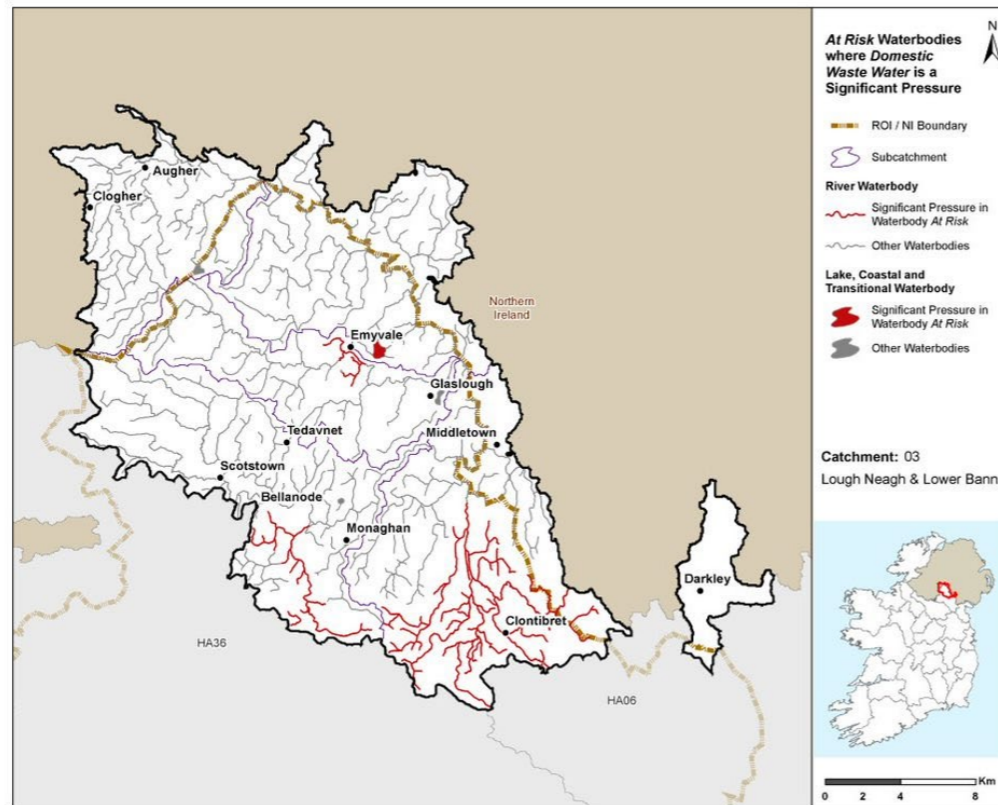 Augher
Clogher
Northern
Ireland
Emyvale
Glaslough
Tedavnet
Middletown
Scotstown
Bellanode
Monaghan
Darkley
Clontibret
HA36
HA06
At Risk Waterbodies
where Domestic
Waste Water is a
Significant Pressure
N
ROI / NI Boundary
Subcatchment
River Waterbody
Significant Pressure in
Waterbody At Risk
Other Waterbodies
Lake, Coastal and
Transitional Waterbody
Significant Pressure in
Waterbody At Risk
Other Waterbodies
Catchment: 03
Lough Neagh & Lower Bann
Km
0 2 4 8